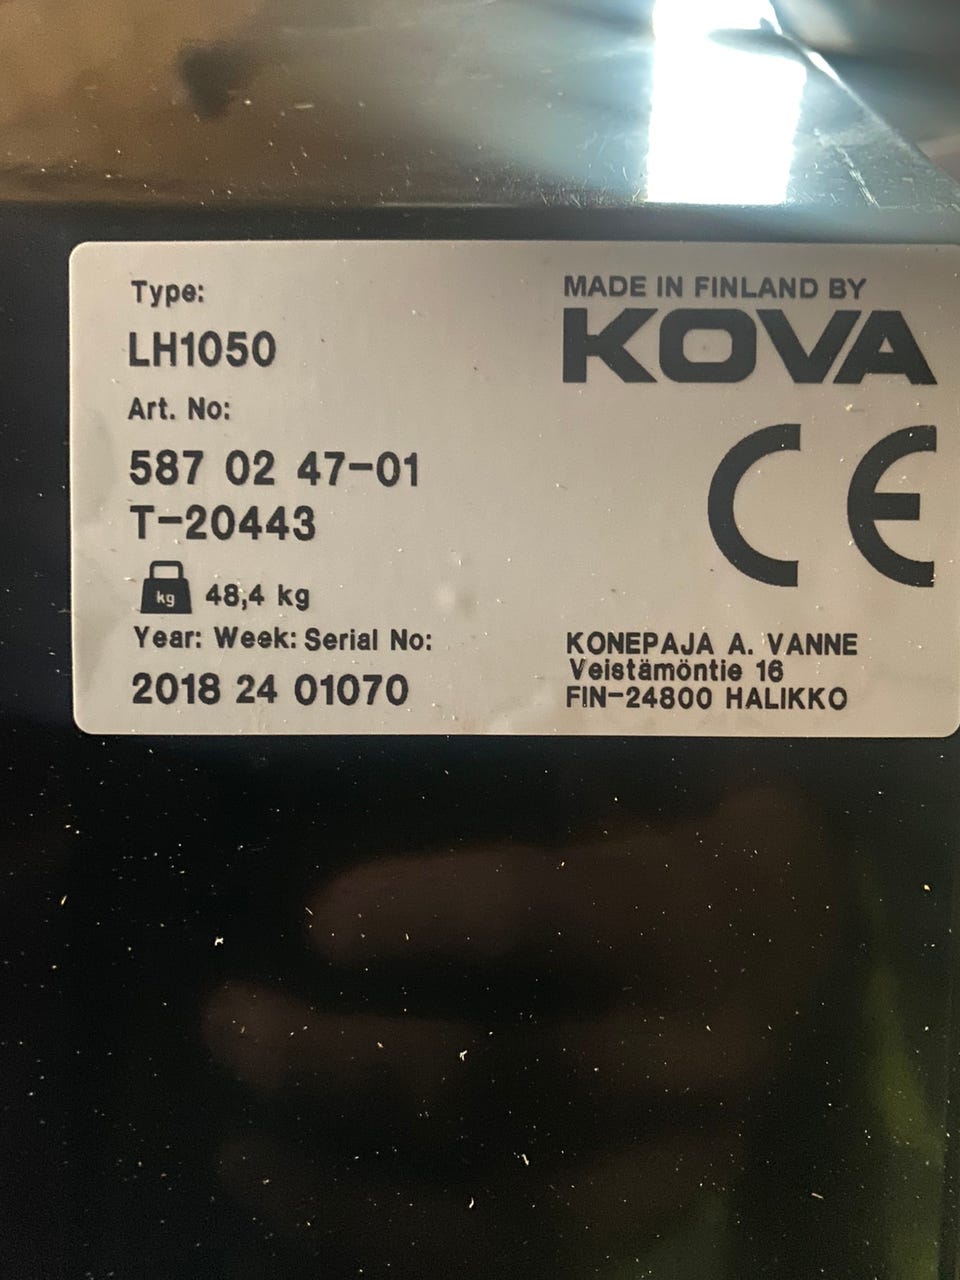 Type:
LH1050
Art. No:
587 02 47-01
T-20443
kg 48,4 kg
Year: Week: Serial No:
2018 24 01070
MADE IN FINLAND BY
KOVA
CE
KONEPAJA A. VANNE
Veistämöntie 16
FIN-24800 HALIKKO